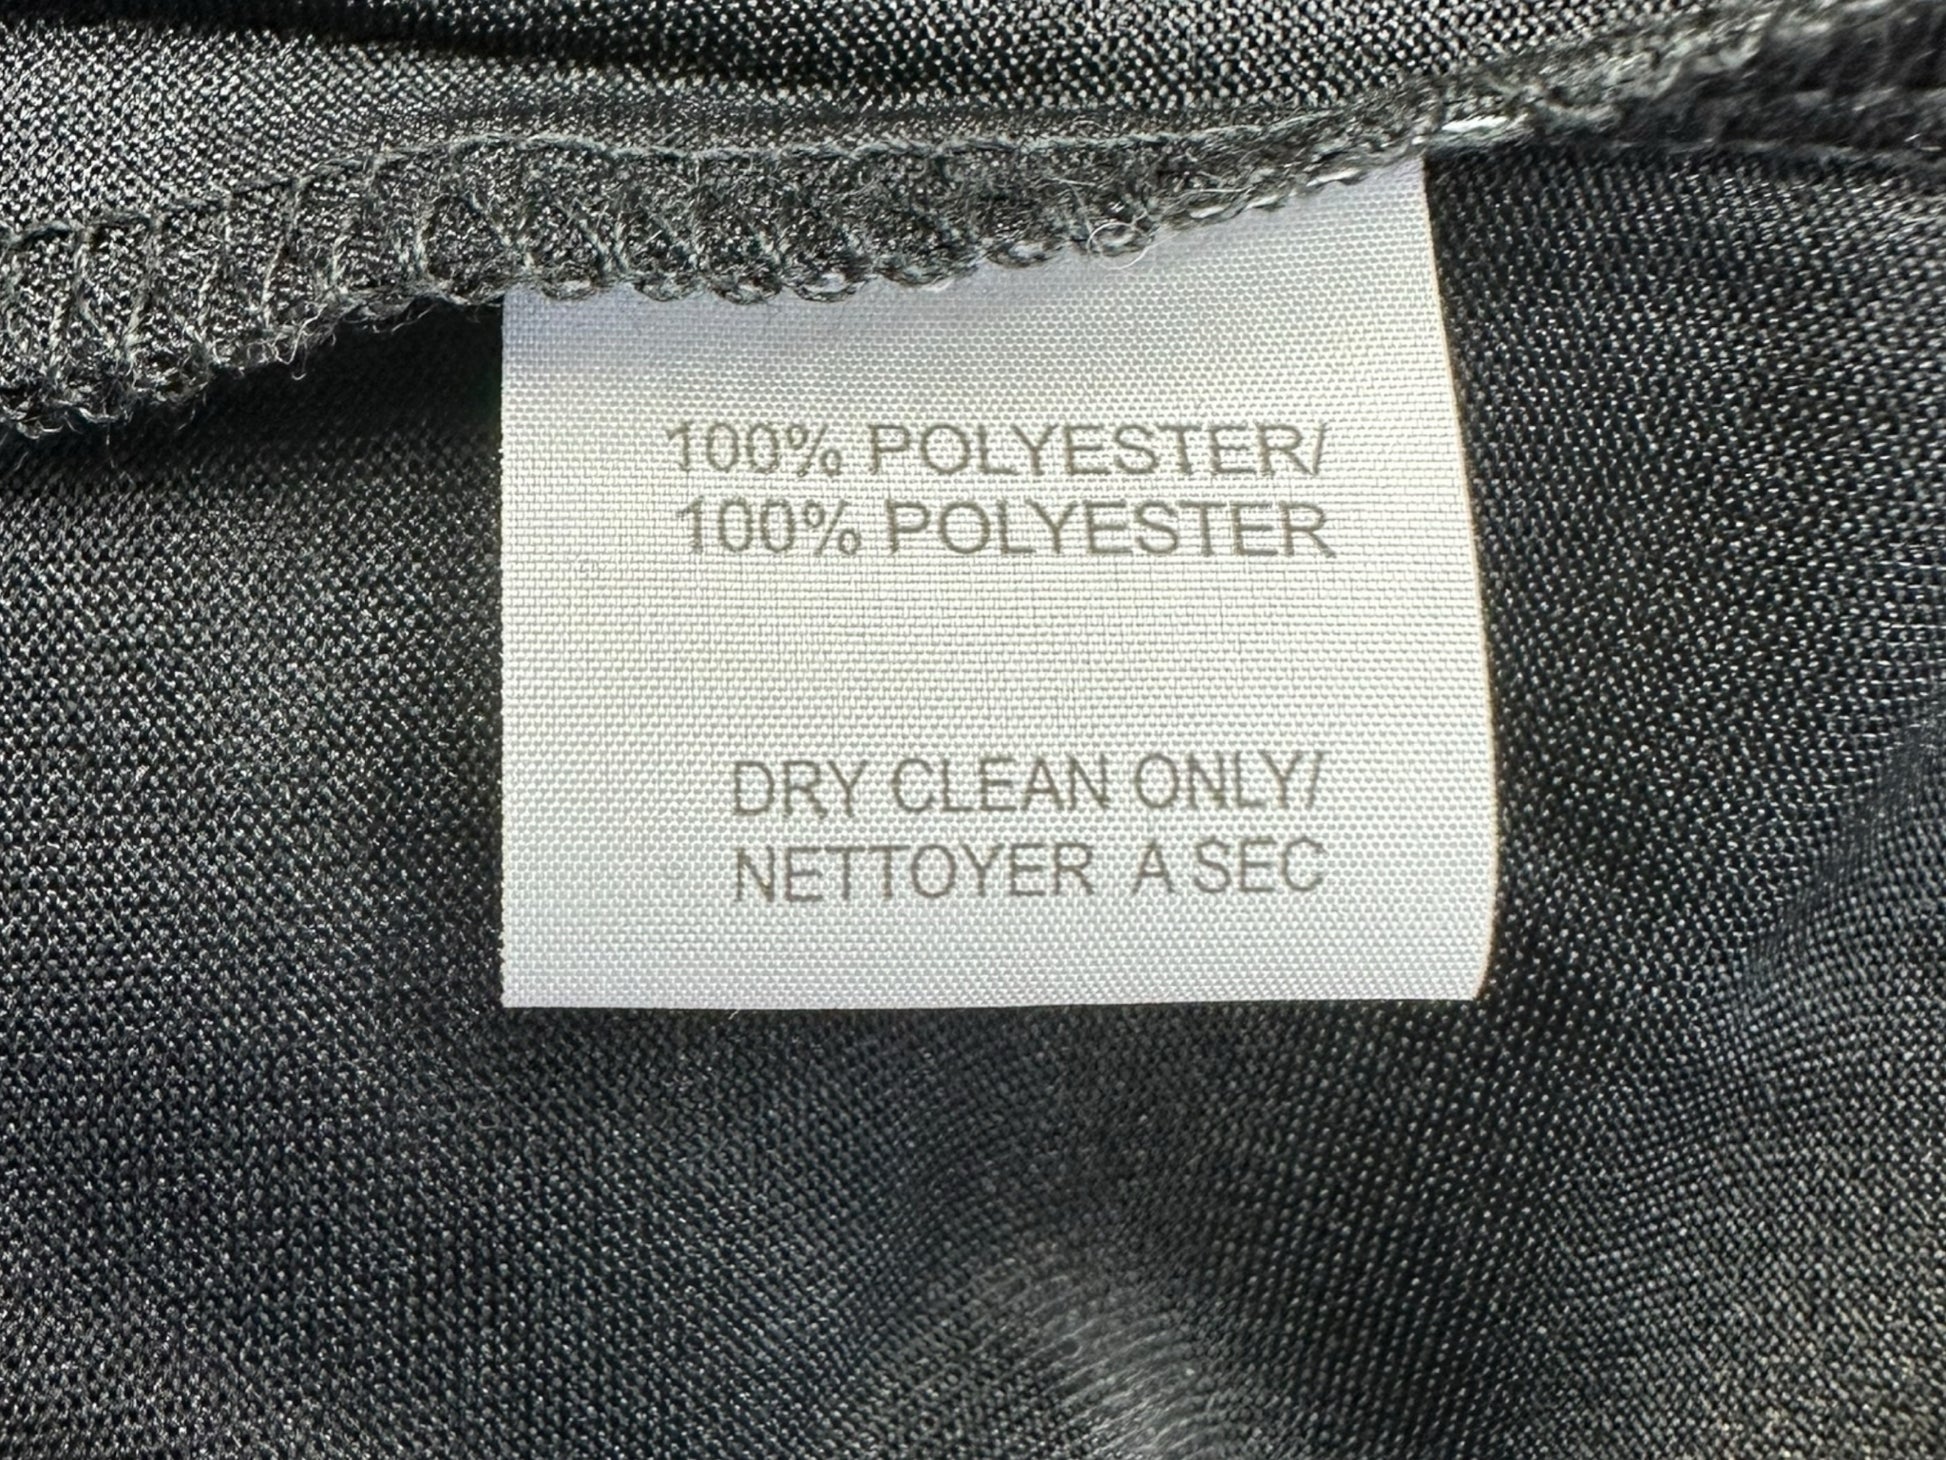 100% POLYESTER/
100% POLYESTER
DRY CLEAN ONLY/
NETTOYER A SEC